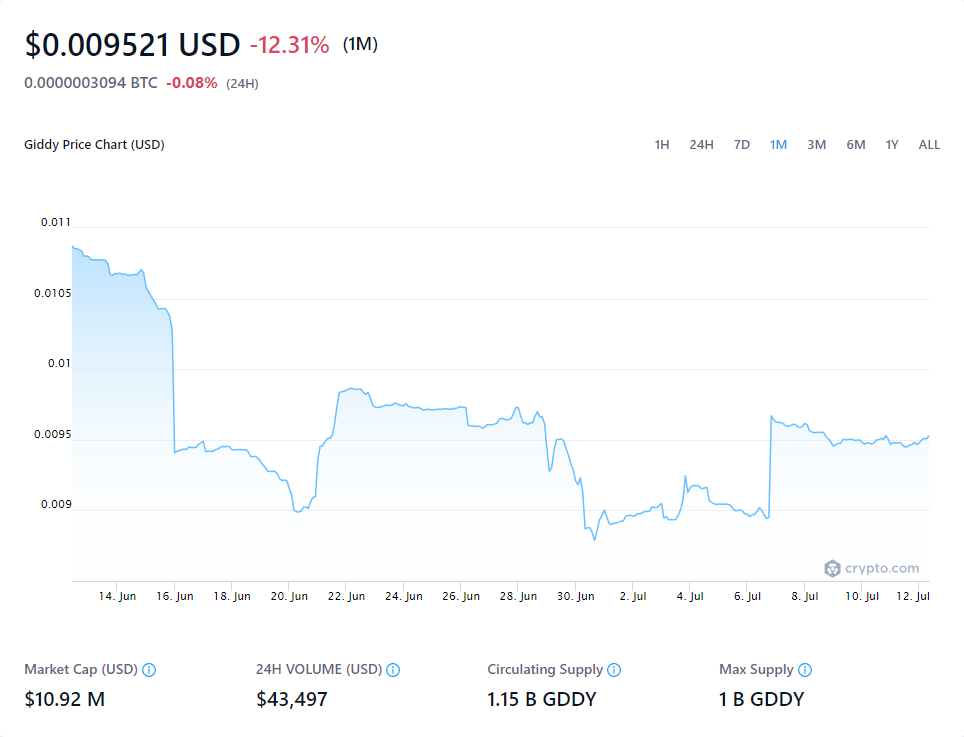 $0.009521 USD -12.31% (1M)
0.0000003094 BTC -0.08% (24H)
Giddy Price Chart (USD) 1H 24H 7D 1M 3M 6M 1Y ALL
0.011
0.0105
0.01
0.0095
0.009
crypto.com
14. Jun 16. Jun 18. Jun 20. Jun 22. Jun 24. Jun 26. Jun 28. Jun 30. Jun 2. Jul 4. Jul 6. Jul 8. Jul 10. Jul 12. Jul
Market Cap (USD) 24H VOLUME (USD) Circulating Supply Max Supply
$10.92 M $43,497 1.15 B GDDY 1 B GDDY